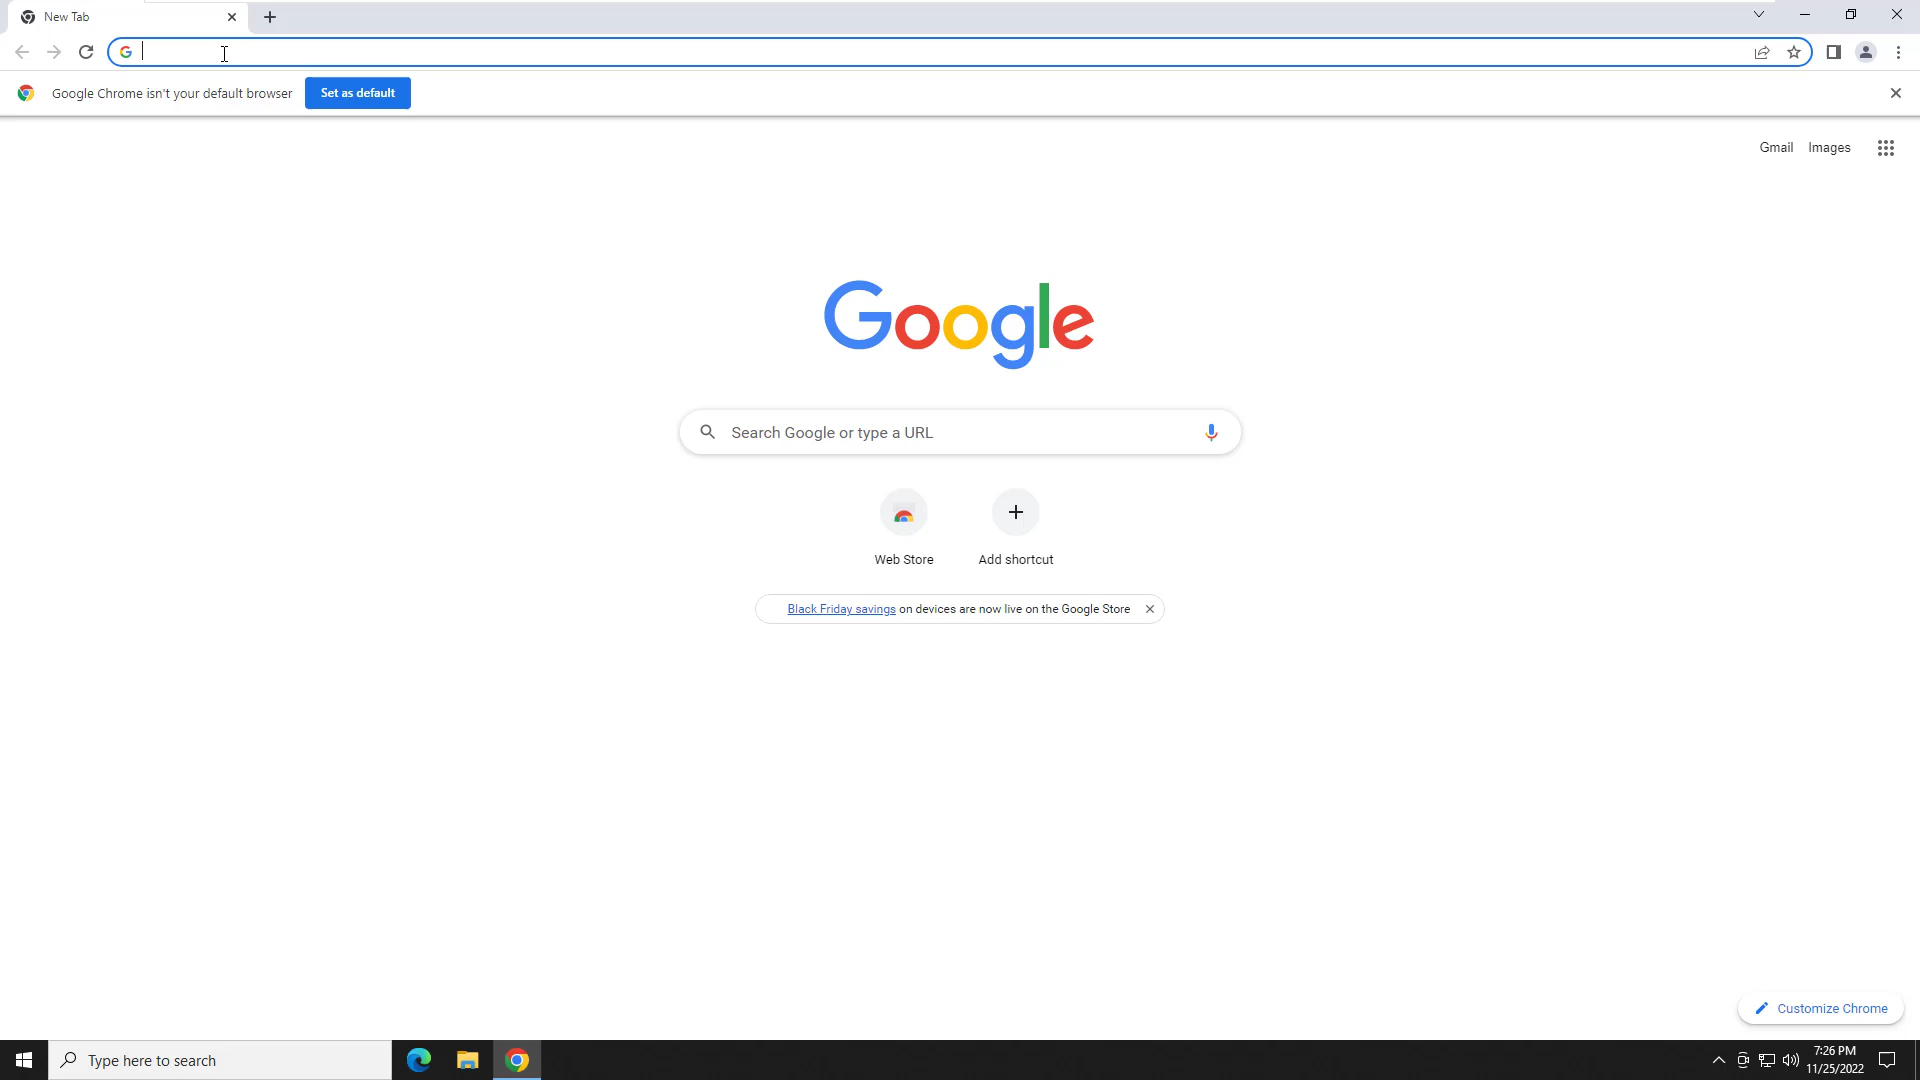 New Tab
Google Chrome isn't your default browser
Set as default
Gmail
Images
Google
Search Google or type a URL
Web Store
Add shortcut
Black Friday savings on devices are now live on the Google Store
Customize Chrome
Type here to search
7:26 PM
11/25/2022